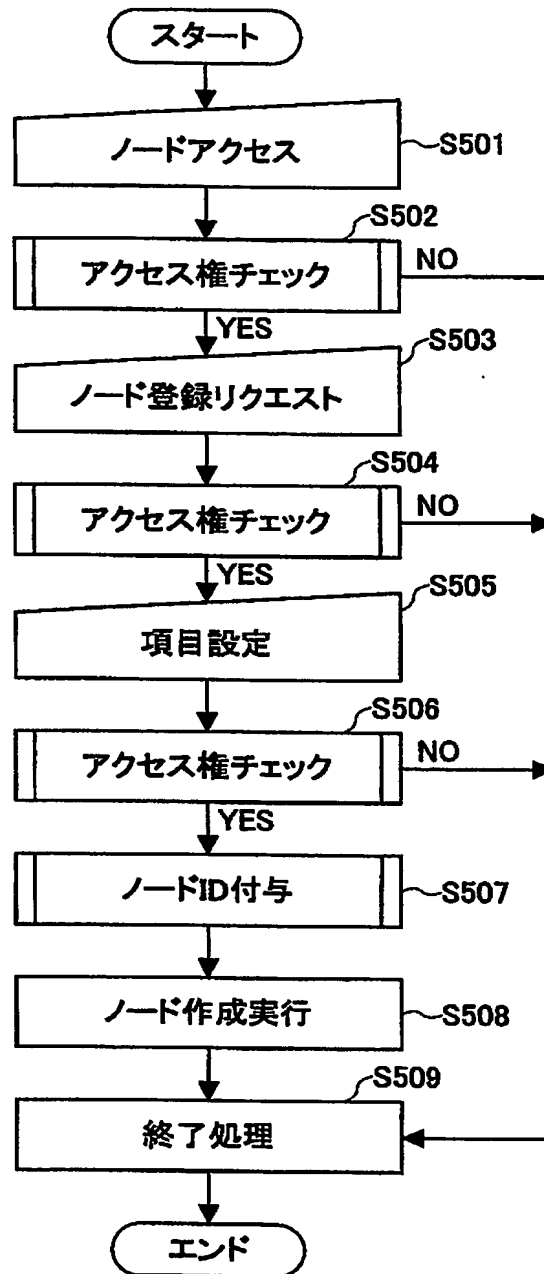 スタート
ノードアクセス
S501
S502
アクセス権チェック
NO
YES
S503
ノード登録リクエスト
S504
アクセス権チェック
NO
YES
S505
項目設定
S506
アクセス権チェック
NO
YES
ノードID付与
S507
ノード作成実行
S508
S509
終了処理
エンド